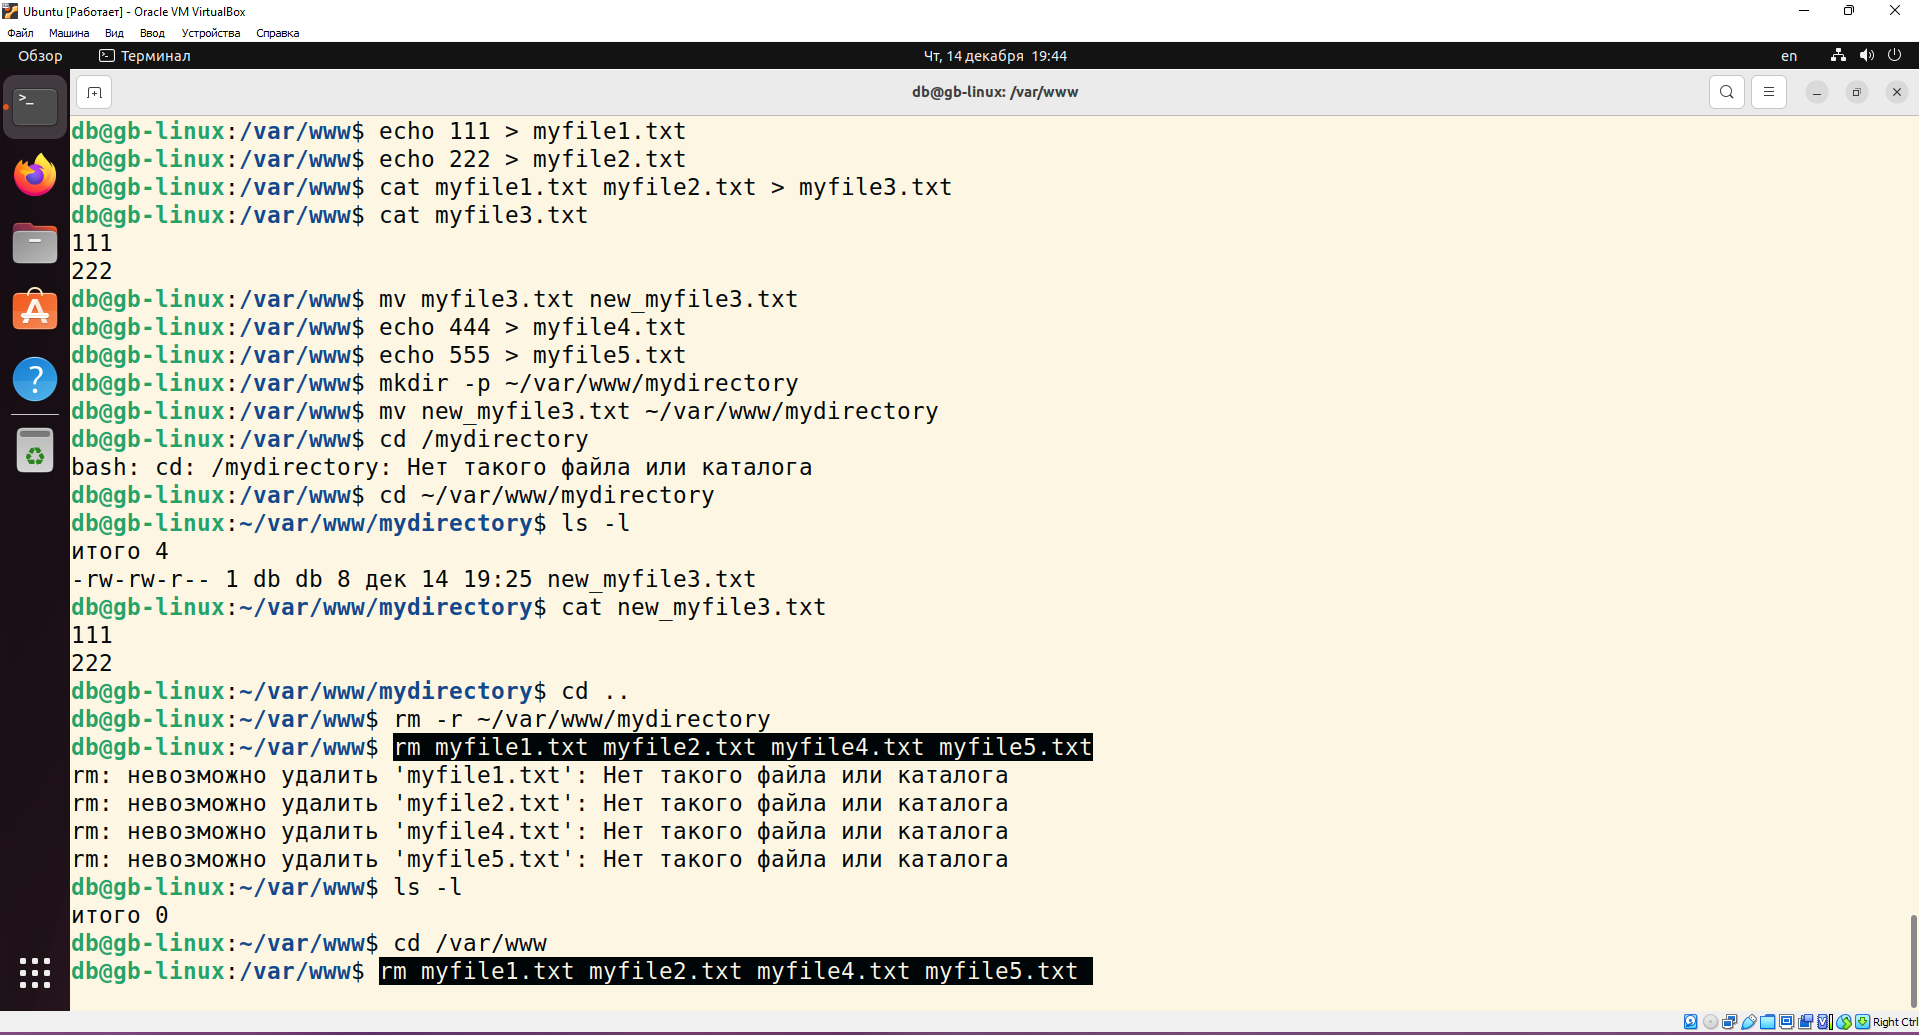 Ubuntu [Работает] - Oracle VM VirtualBox
Файл Машина Вид Ввод Устройства Справка
Обзор Терминал Чт, 14 декабря 19:44 en
db@gb-linux: /var/www
db@gb-linux:/var/www$ echo 111 > myfile1.txt
db@gb-linux:/var/www$ echo 222 > myfile2.txt
db@gb-linux:/var/www$ cat myfile1.txt myfile2.txt > myfile3.txt
db@gb-linux:/var/www$ cat myfile3.txt
111
222
db@gb-linux:/var/www$ mv myfile3.txt new_myfile3.txt
db@gb-linux:/var/www$ echo 444 > myfile4.txt
db@gb-linux:/var/www$ echo 555 > myfile5.txt
db@gb-linux:/var/www$ mkdir -p ~/var/www/mydirectory
db@gb-linux:/var/www$ mv new_myfile3.txt ~/var/www/mydirectory
db@gb-linux:/var/www$ cd /mydirectory
bash: cd: /mydirectory: Нет такого файла или каталога
db@gb-linux:/var/www$ cd ~/var/www/mydirectory
db@gb-linux:~/var/www/mydirectory$ ls -l
итого 4
-rw-rw-r-- 1 db db 8 дек 14 19:25 new_myfile3.txt
db@gb-linux:~/var/www/mydirectory$ cat new_myfile3.txt
111
222
db@gb-linux:~/var/www/mydirectory$ cd ..
db@gb-linux:~/var/www$ rm -r ~/var/www/mydirectory
db@gb-linux:~/var/www$ rm myfile1.txt myfile2.txt myfile4.txt myfile5.txt
rm: невозможно удалить 'myfile1.txt': Нет такого файла или каталога
rm: невозможно удалить 'myfile2.txt': Нет такого файла или каталога
rm: невозможно удалить 'myfile4.txt': Нет такого файла или каталога
rm: невозможно удалить 'myfile5.txt': Нет такого файла или каталога
db@gb-linux:~/var/www$ ls -l
итого 0
db@gb-linux:~/var/www$ cd /var/www
db@gb-linux:/var/www$ rm myfile1.txt myfile2.txt myfile4.txt myfile5.txt
Right Ctrl